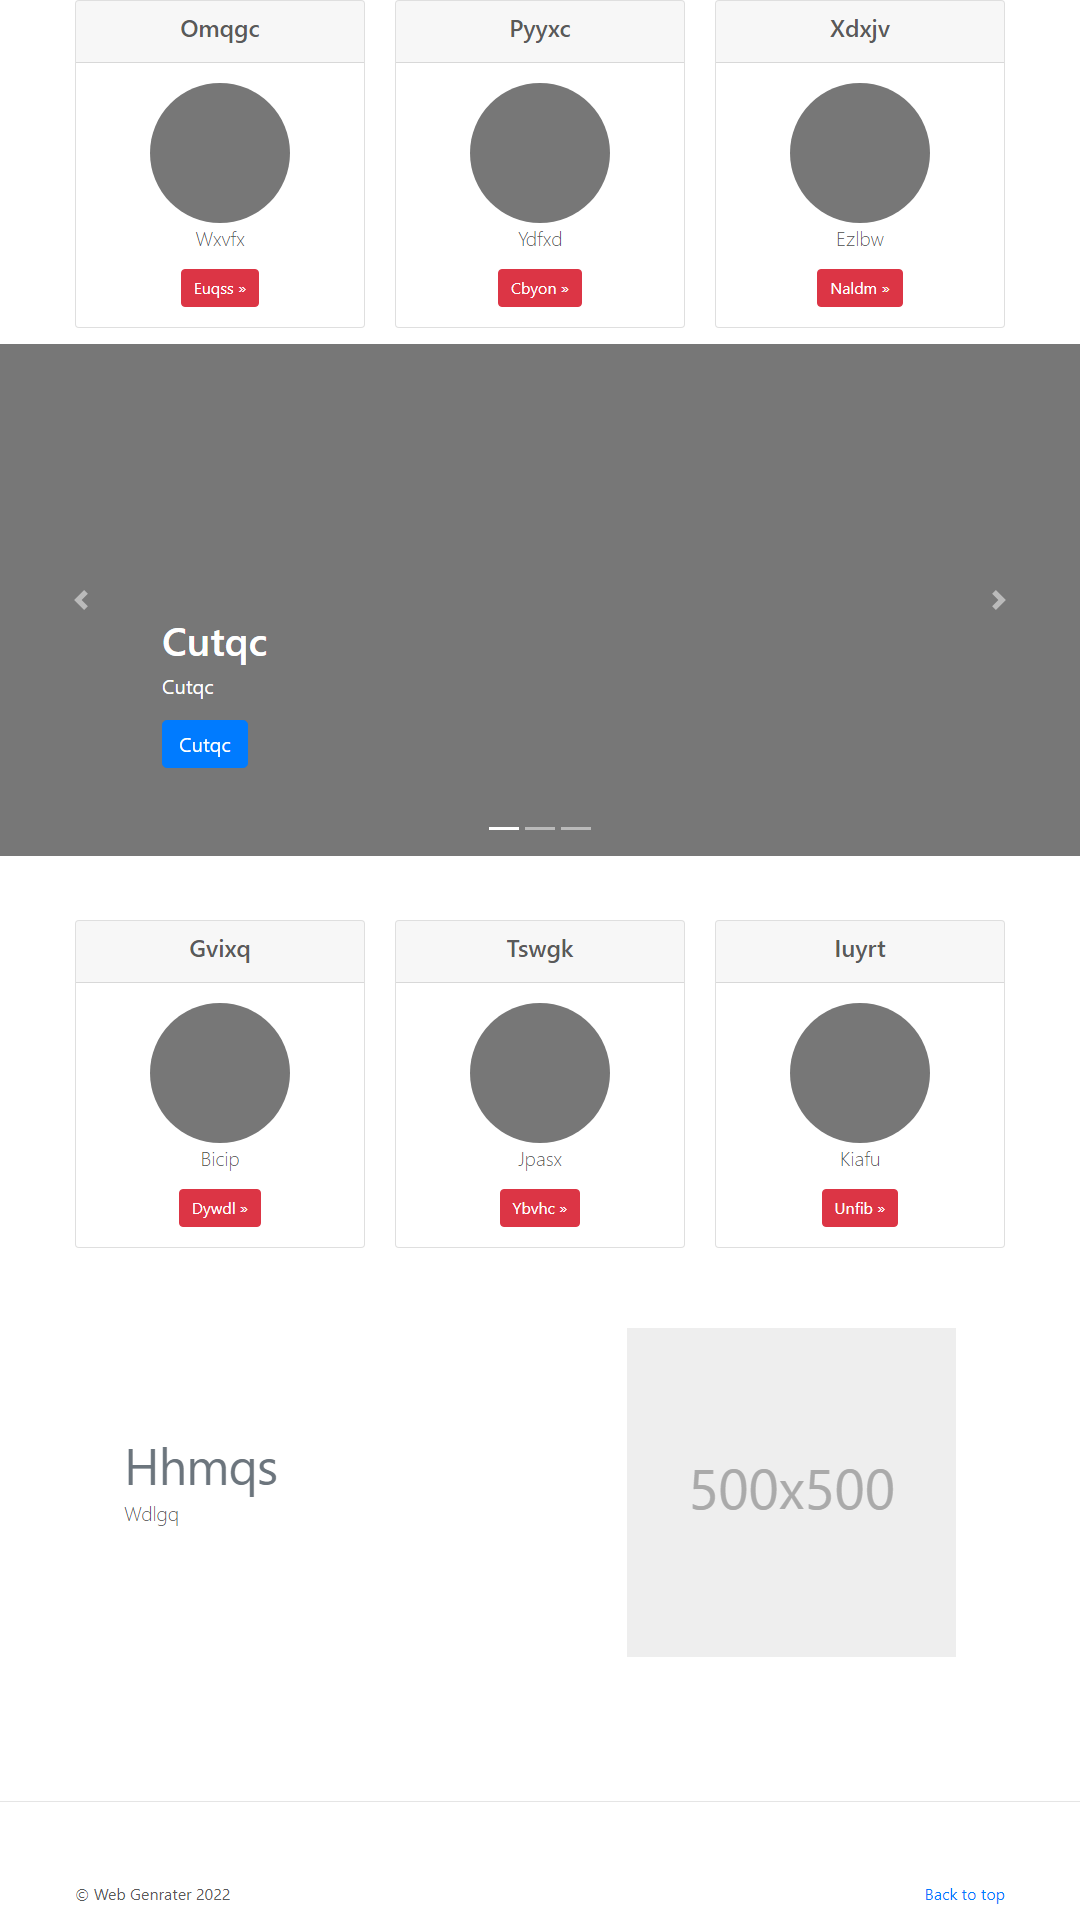 Omqgc
Pyyxc
Xdxjv
Wxvfx
Ydfxd
Ezlbw
Euqss »
Cbyon »
Naldm »
Cutqc
Cutqc
Cutqc
Gvixq
Tswgk
Iuyrt
Bicip
Jpasx
Kiafu
Dywdl »
Ybvhc »
Unfib »
Hhmqs
Wdlgq
500x500
© Web Genrater 2022
Back to top